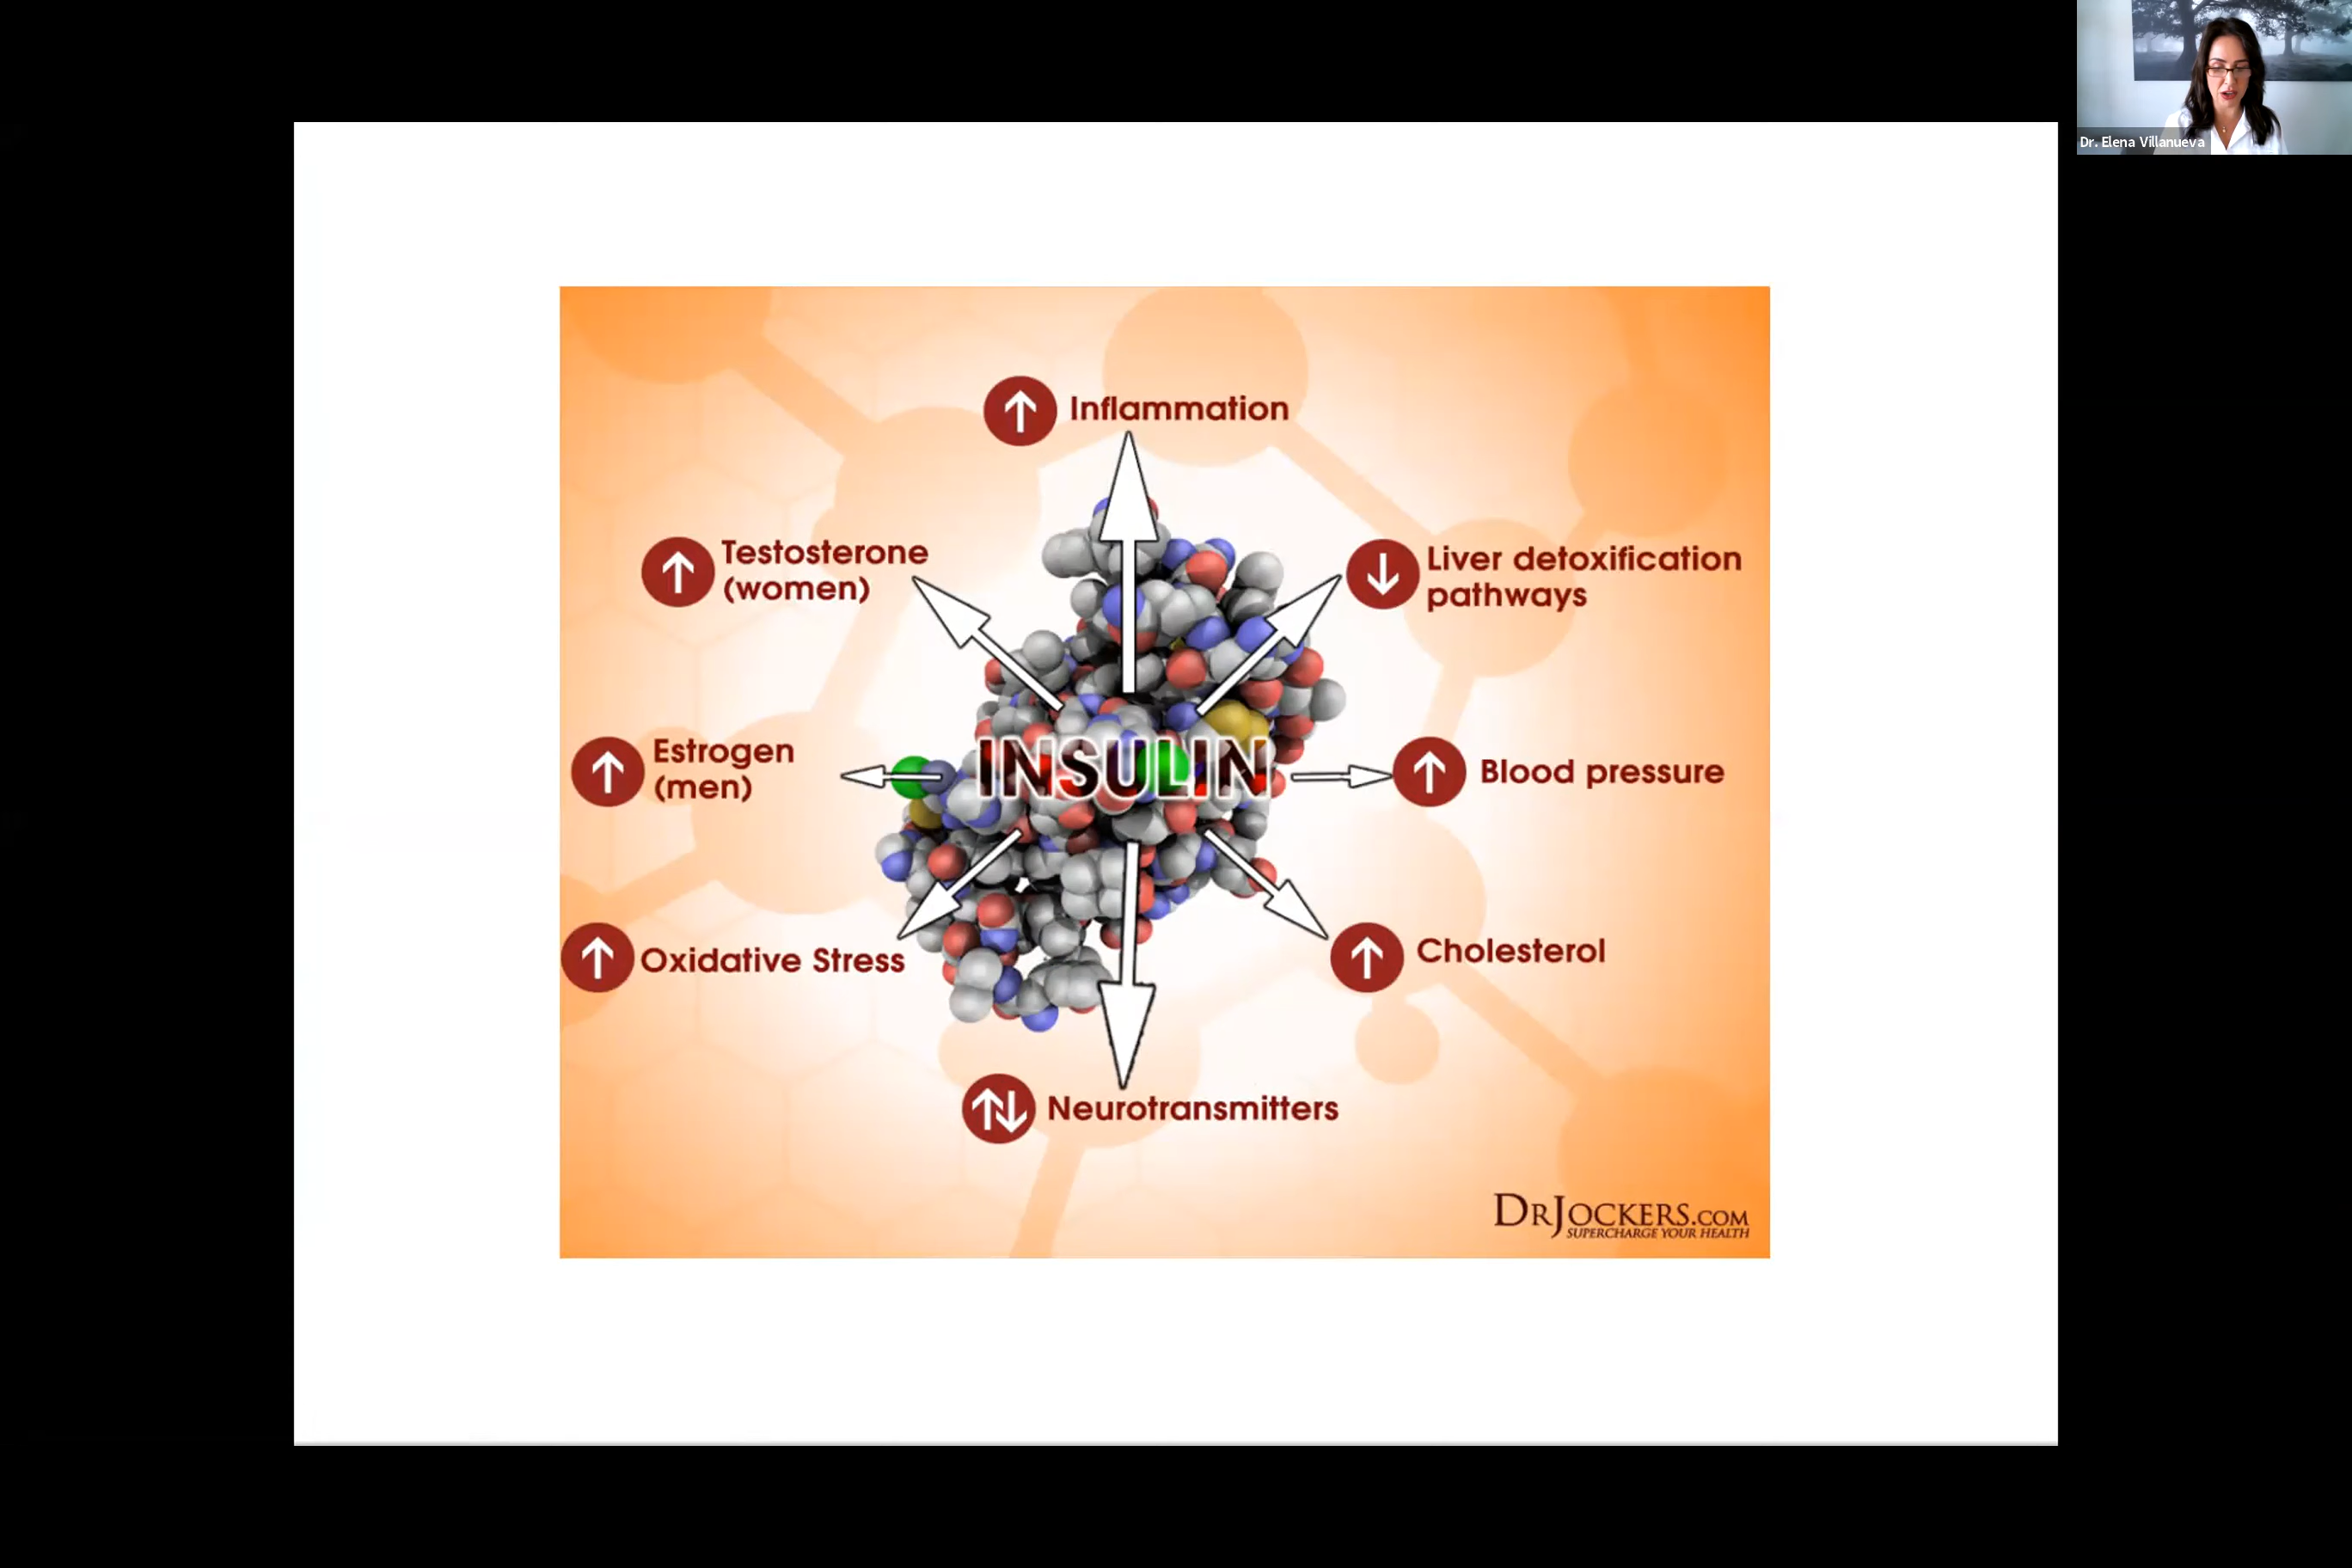 Dr. Elena Villanueva
Inflammation
Testosterone
(women)
Liver detoxification
pathways
Estrogen
(men)
INSULIN
Blood pressure
Oxidative Stress
Cholesterol
Neurotransmitters
DRJOCKERS.COM
SUPERCHARGE YOUR HEALTH